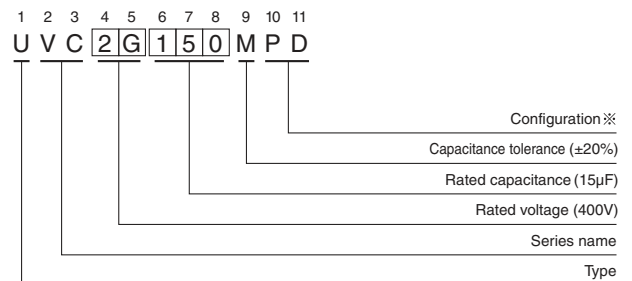 1 2 3 4 5 6 7 8 9 10 11
U V C 2 G 1 5 0 M P D
Configuration※
Capacitance tolerance (±20%)
Rated capacitance (15µF)
Rated voltage (400V)
Series name
Type